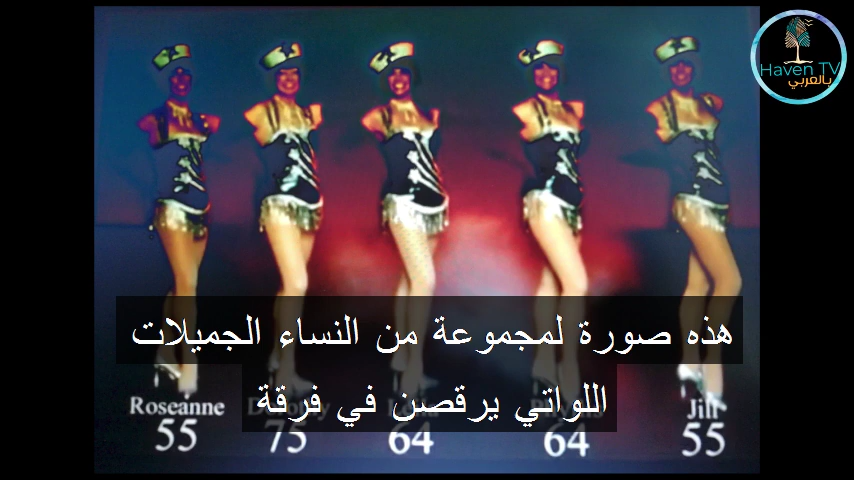 Haven TV
بالعربي
هذه صورة لمجموعة من النساء الجميلات
اللواتي يرقصن في فرقة
Roseanne
Jill
55 75 64 64 55